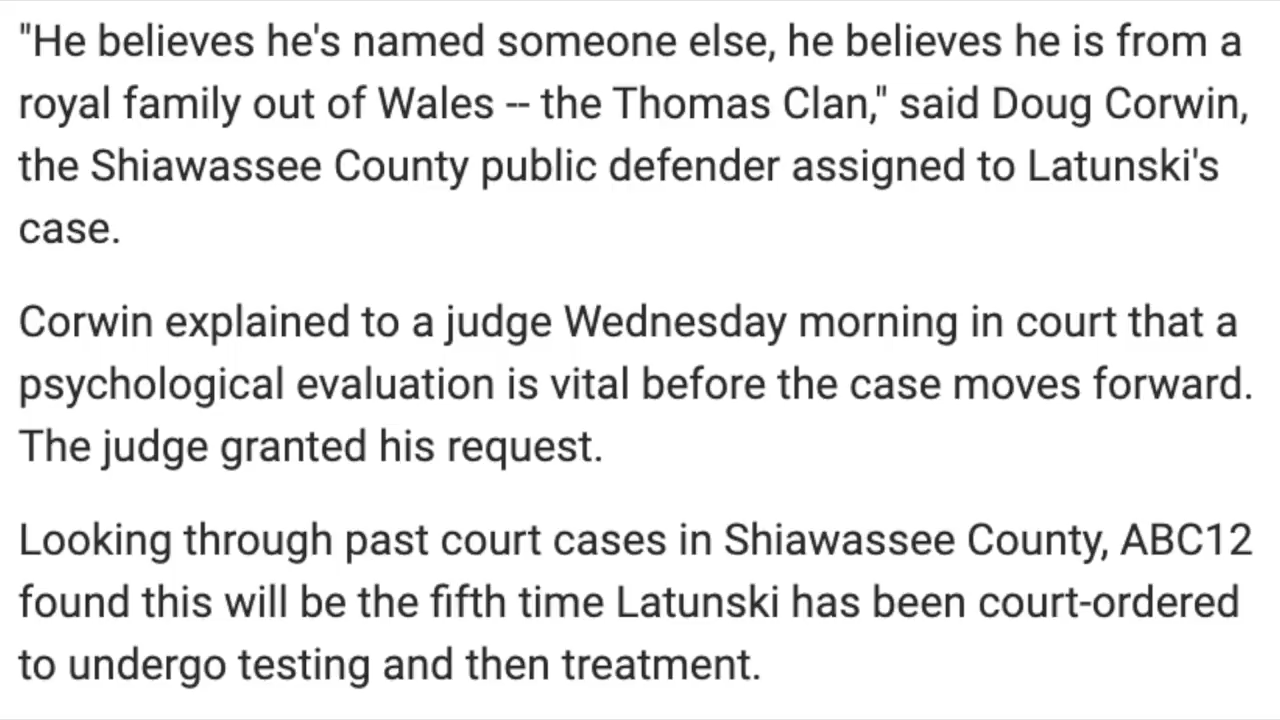 "He believes he's named someone else, he believes he is from a
royal family out of Wales -- the Thomas Clan," said Doug Corwin,
the Shiawassee County public defender assigned to Latunski's
case.
Corwin explained to a judge Wednesday morning in court that a
psychological evaluation is vital before the case moves forward.
The judge granted his request.
Looking through past court cases in Shiawassee County, ABC12
found this will be the fifth time Latunski has been court-ordered
to undergo testing and then treatment.